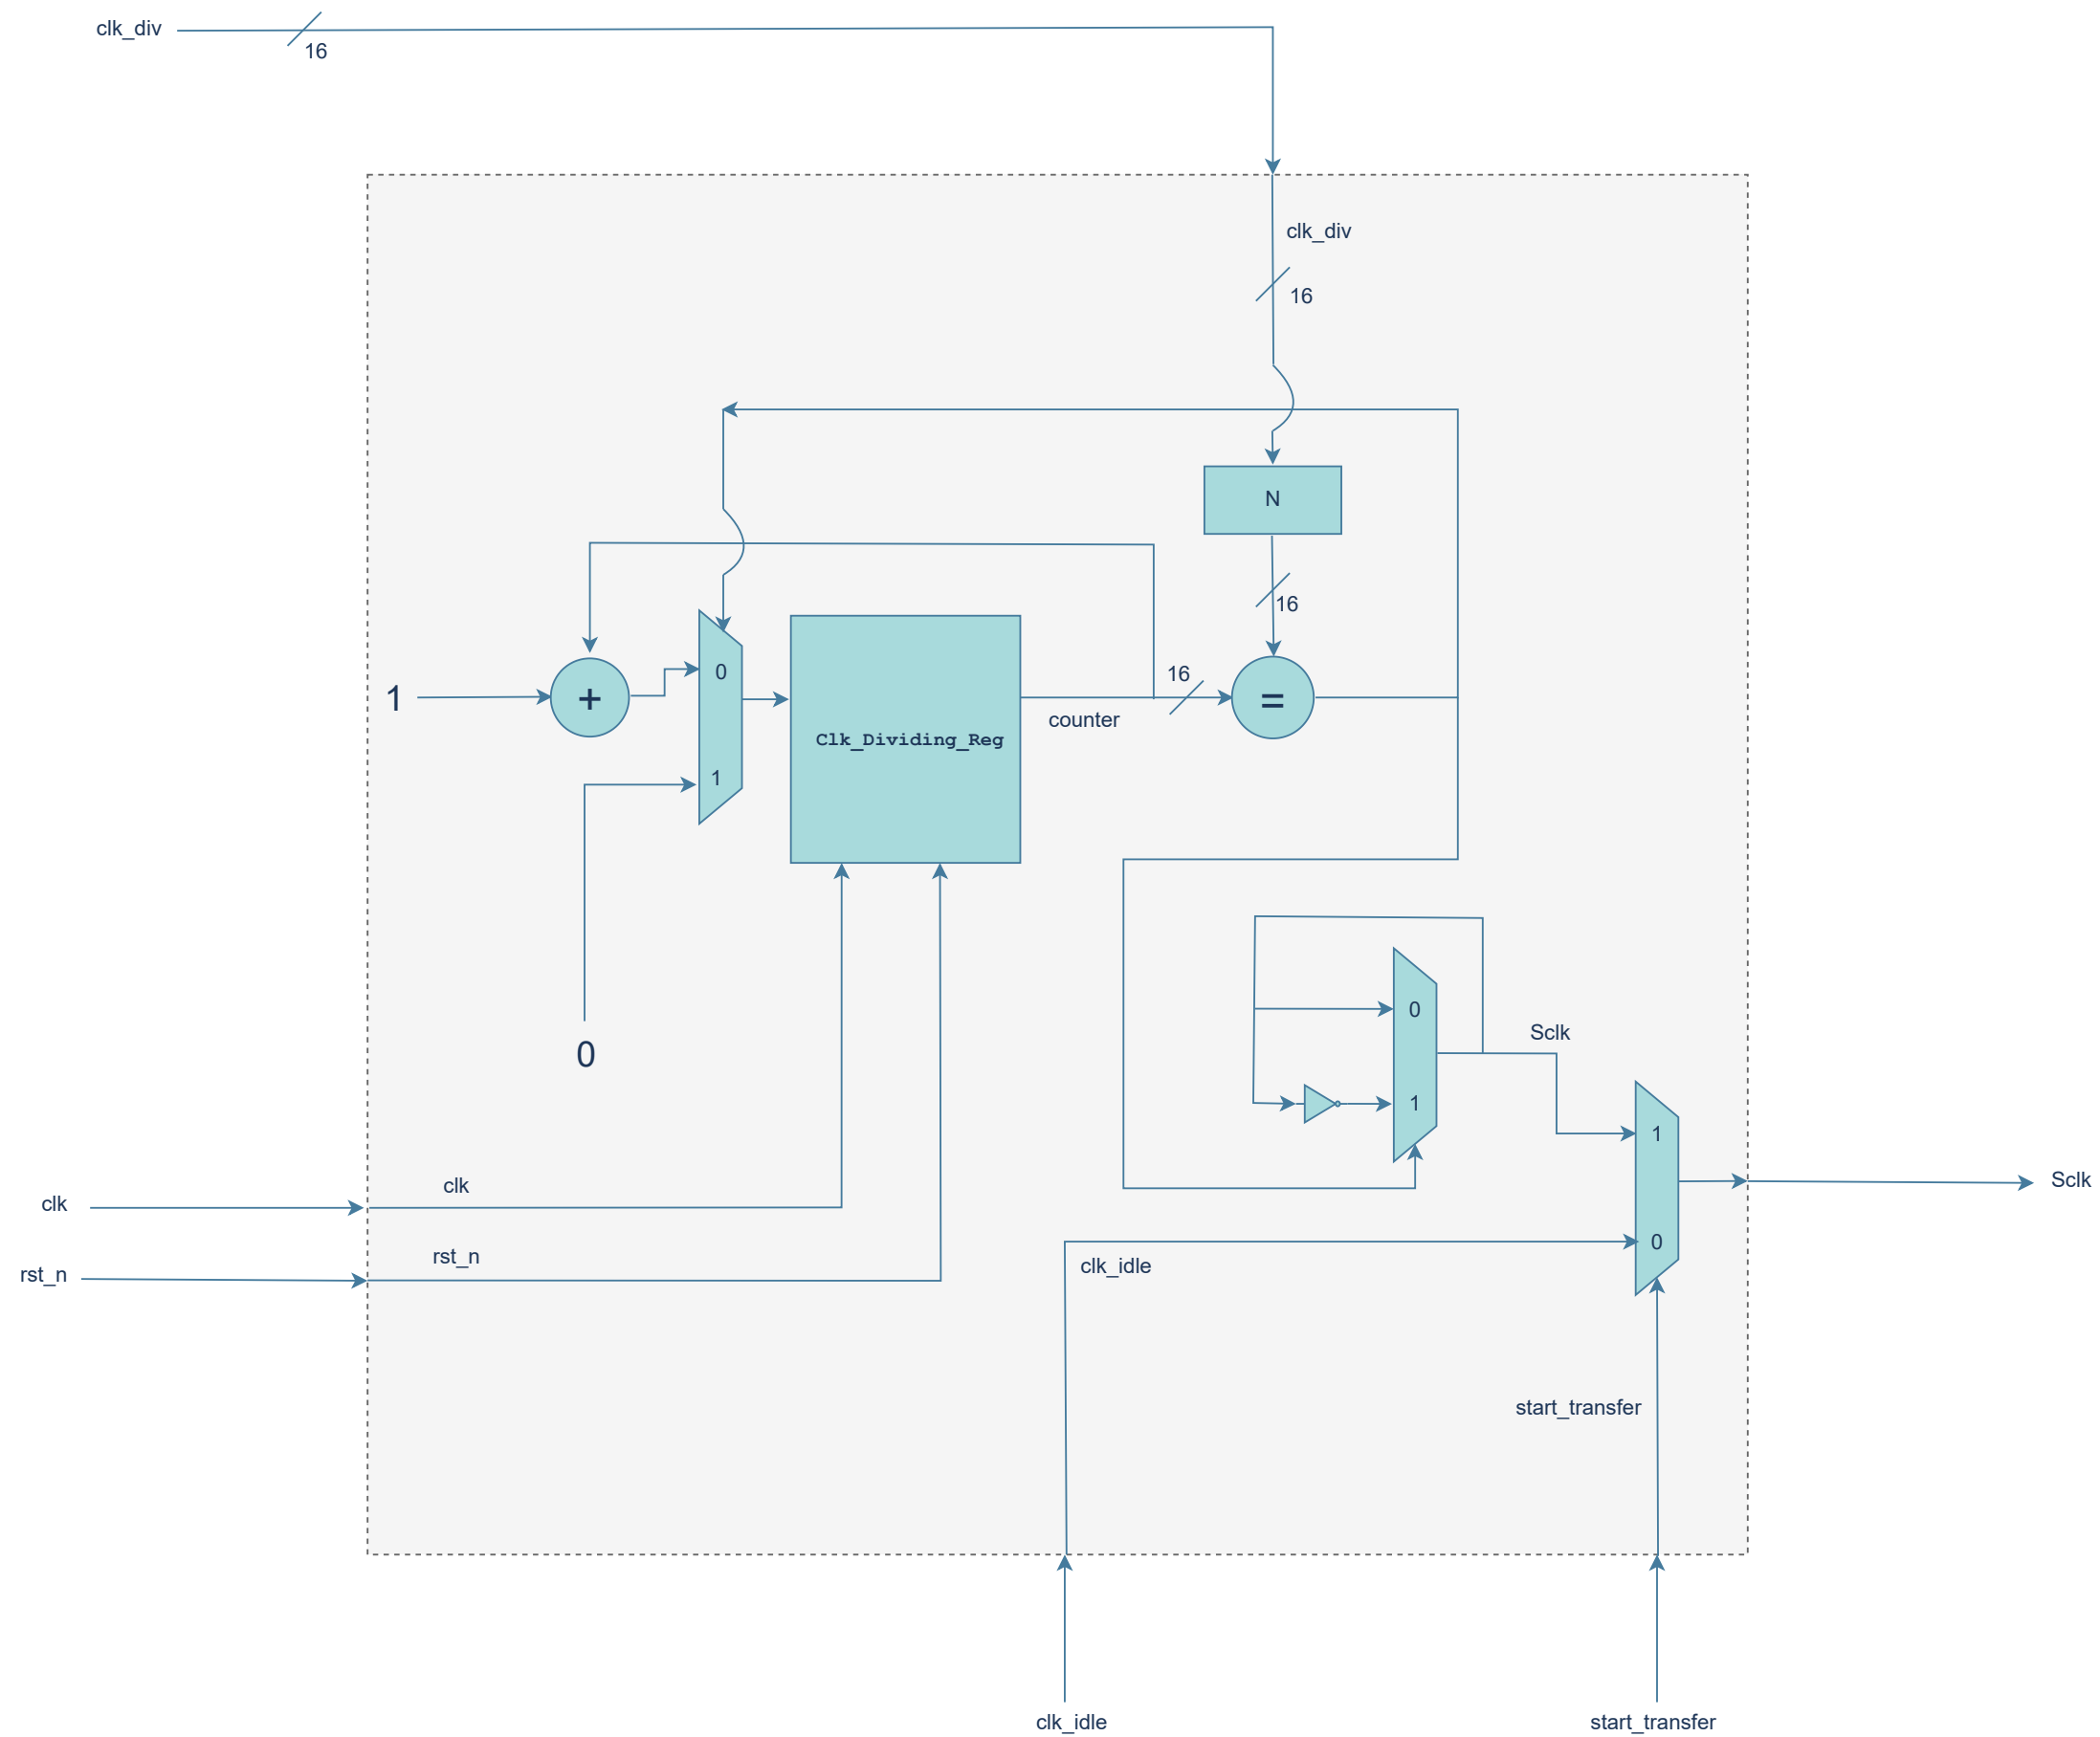 clk_div
16
clk_div
16
N
16
1
+
0
1
Clk_Dividing_Reg
16
counter
=
0
0
1
Sclk
1
0
Sclk
clk
clk
rst_n
rst_n
clk_idle
start_transfer
clk_idle
start_transfer